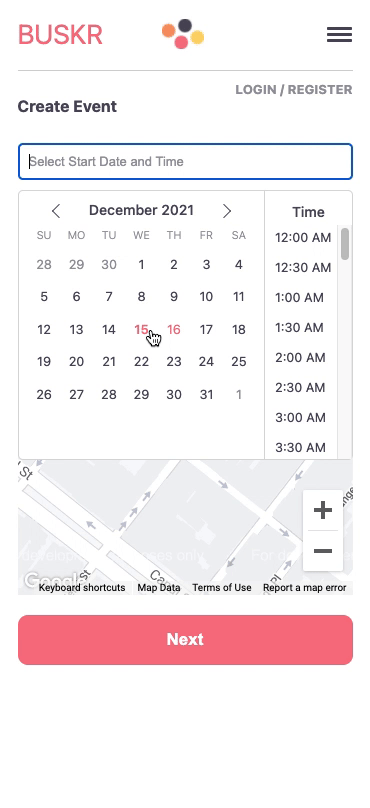 BUSKR
LOGIN / REGISTER
Create Event
Select Start Date and Time
December 2021
SU MO TU WE TH FR SA
28 29 30 1 2 3 4
5 6 7 8 9 10 11
12 13 14 15 16 17 18
19 20 21 22 23 24 25
26 27 28 29 30 31 1
Time
12:00 AM
12:30 AM
1:00 AM
1:30 AM
2:00 AM
2:30 AM
3:00 AM
3:30 AM
St
+
−
Google
Keyboard shortcuts Map Data Terms of Use Report a map error
Next